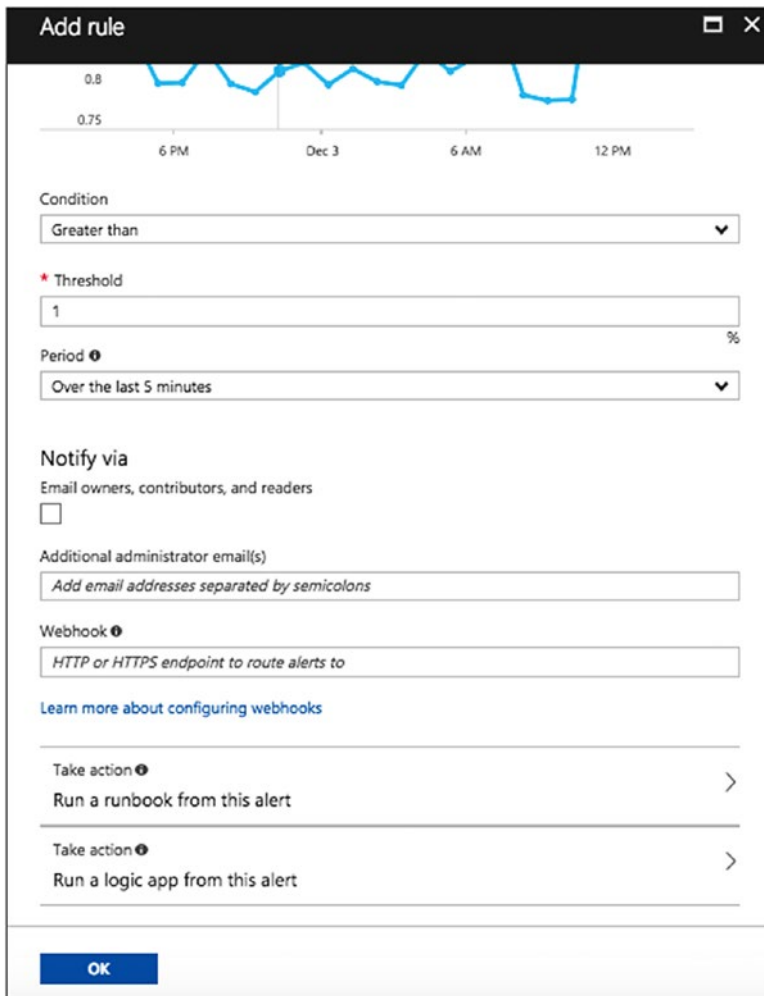 Add rule
0.8
0.75
6 PM Dec 3 6 AM 12 PM
Condition
Greater than
* Threshold
1
%
Period
Over the last 5 minutes
Notify via
Email owners, contributors, and readers
Additional administrator email(s)
Add email addresses separated by semicolons
Webhook
HTTP or HTTPS endpoint to route alerts to
Learn more about configuring webhooks
Take action
Run a runbook from this alert
Take action
Run a logic app from this alert
OK